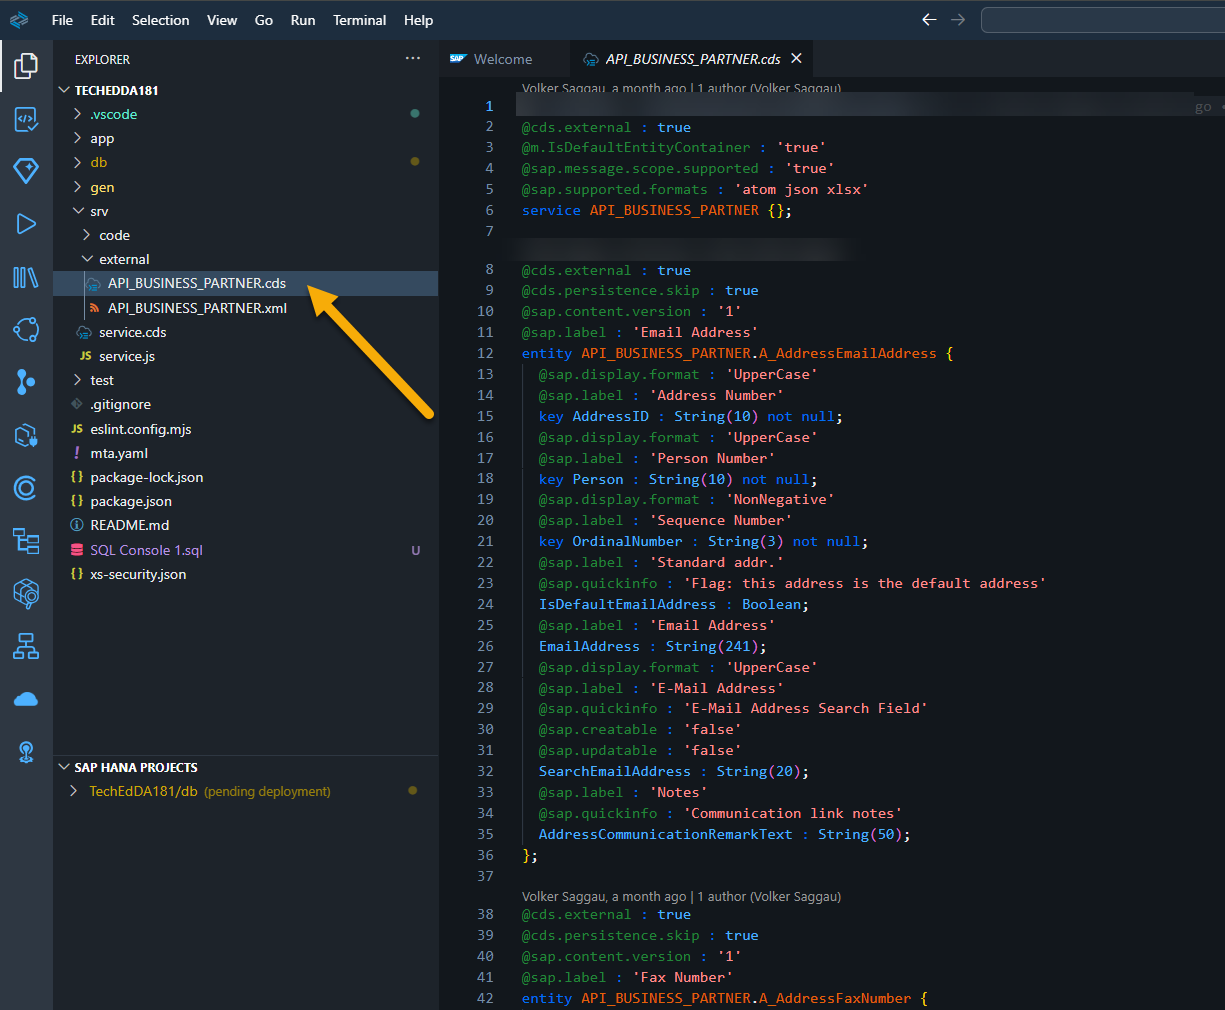 File Edit Selection View Go Run Terminal Help
EXPLORER
TECHEDDA181
.vscode
app
db
gen
srv
code
external
API_BUSINESS_PARTNER.cds
API_BUSINESS_PARTNER.xml
service.cds
JS service.js
test
.gitignore
JS eslint.config.mjs
! mta.yaml
{} package-lock.json
{} package.json
README.md
SQL Console 1.sql U
{} xs-security.json
SAP HANA PROJECTS
TechEdDA181/db (pending deployment)
SAP Welcome API_BUSINESS_PARTNER.cds
Volker Saggau, a month ago | 1 author (Volker Saggau)
1 go
2 @cds.external : true
3 @m.IsDefaultEntityContainer : 'true'
4 @sap.message.scope.supported : 'true'
5 @sap.supported.formats : 'atom json xlsx'
6 service API_BUSINESS_PARTNER {};
7
8 @cds.external : true
9 @cds.persistence.skip : true
10 @sap.content.version : '1'
11 @sap.label : 'Email Address'
12 entity API_BUSINESS_PARTNER.A_AddressEmailAddress {
13 @sap.display.format : 'UpperCase'
14 @sap.label : 'Address Number'
15 key AddressID : String(10) not null;
16 @sap.display.format : 'UpperCase'
17 @sap.label : 'Person Number'
18 key Person : String(10) not null;
19 @sap.display.format : 'NonNegative'
20 @sap.label : 'Sequence Number'
21 key OrdinalNumber : String(3) not null;
22 @sap.label : 'Standard addr.'
23 @sap.quickinfo : 'Flag: this address is the default address'
24 IsDefaultEmailAddress : Boolean;
25 @sap.label : 'Email Address'
26 EmailAddress : String(241);
27 @sap.display.format : 'UpperCase'
28 @sap.label : 'E-Mail Address'
29 @sap.quickinfo : 'E-Mail Address Search Field'
30 @sap.creatable : 'false'
31 @sap.updatable : 'false'
32 SearchEmailAddress : String(20);
33 @sap.label : 'Notes'
34 @sap.quickinfo : 'Communication link notes'
35 AddressCommunicationRemarkText : String(50);
36 };
37
Volker Saggau, a month ago | 1 author (Volker Saggau)
38 @cds.external : true
39 @cds.persistence.skip : true
40 @sap.content.version : '1'
41 @sap.label : 'Fax Number'
42 entity API_BUSINESS_PARTNER.A_AddressFaxNumber {